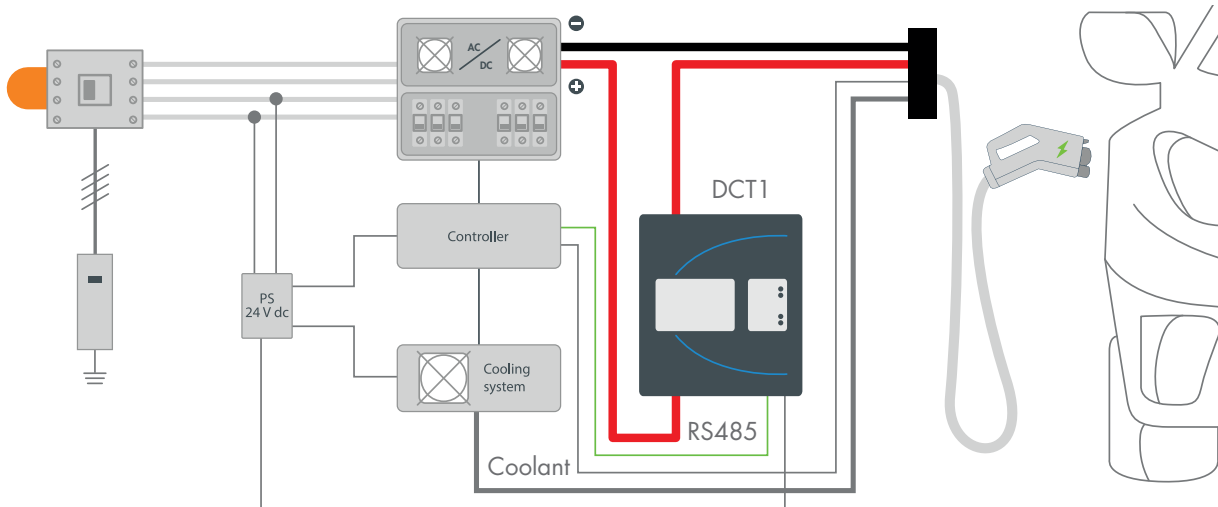 AC
DC
DCT1
Controller
PS
24 V dc
Cooling
system
RS485
Coolant